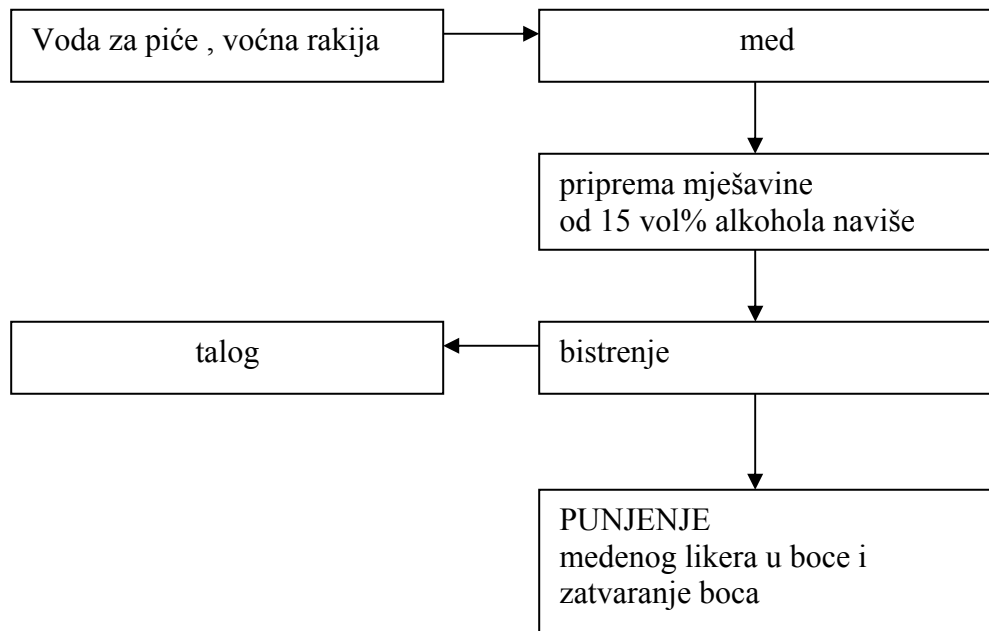 Voda za piće , voćna rakija
med
priprema mješavine
od 15 vol% alkohola naviše
talog
bistrenje
PUNJENJE
medenog likera u boce i
zatvaranje boca